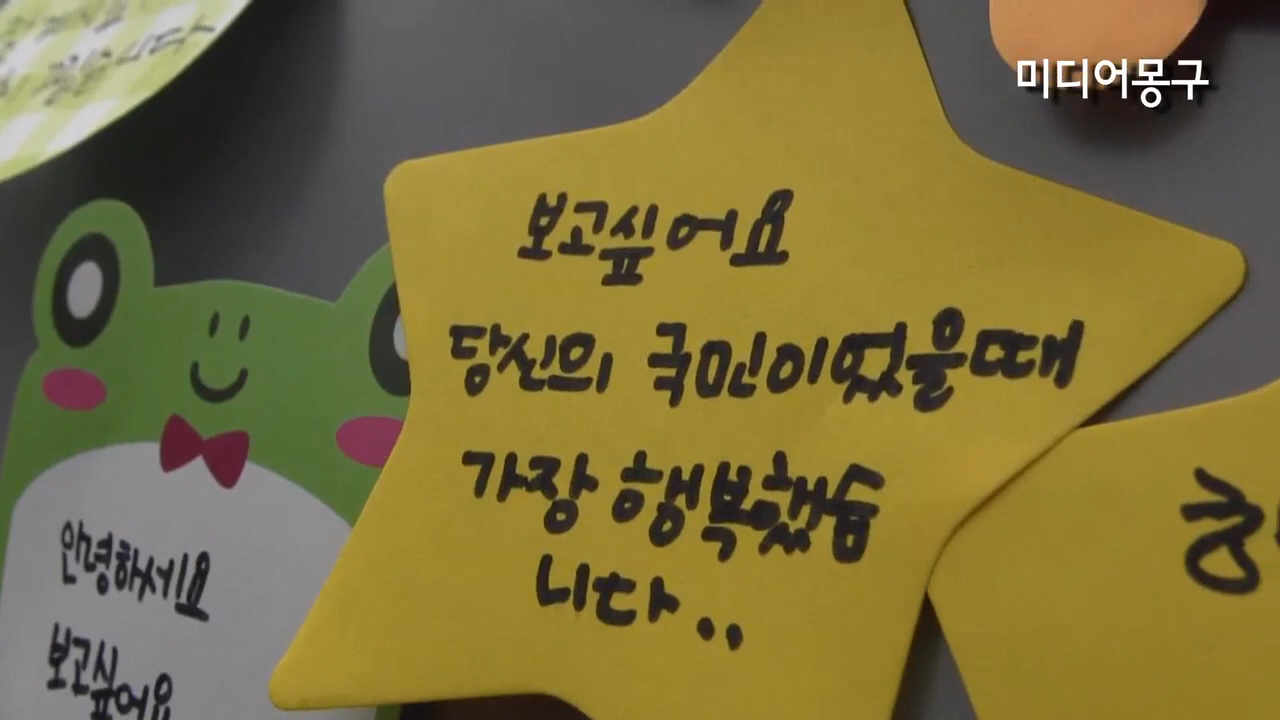 미디어몽구
보고싶어요
당신의 국민이었을때
가장 행복했습
니다..
안녕하세요
보고싶어요